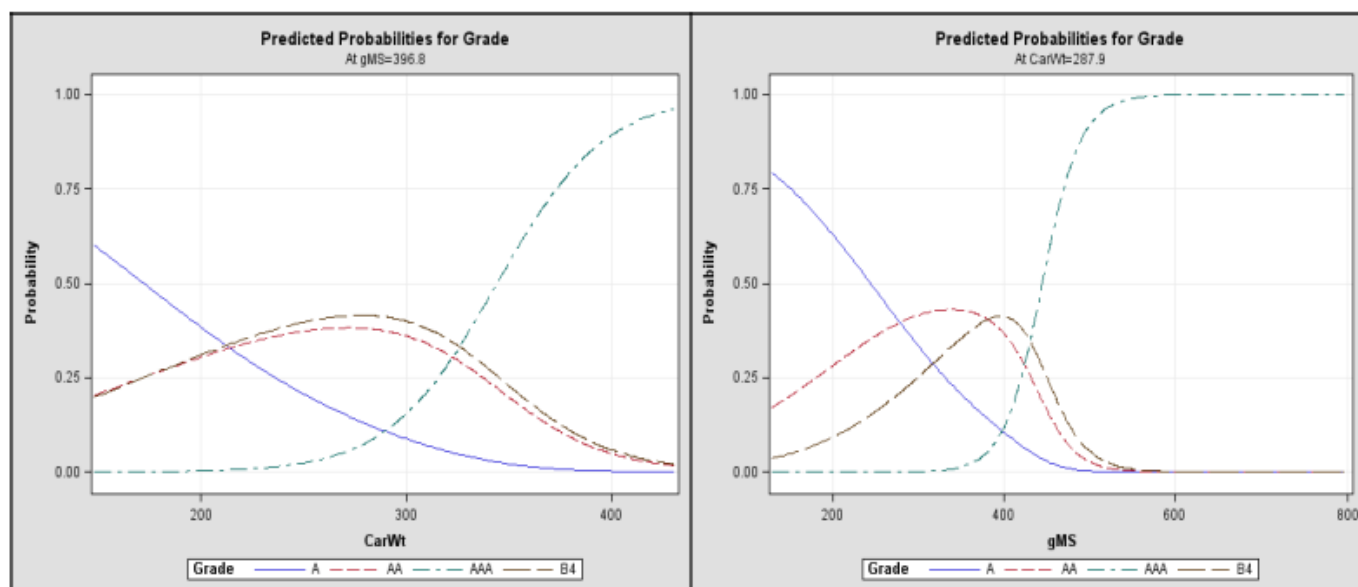 Predicted Probabilities for Grade
At gMS=396.8
1.00
0.75
0.50
0.25
0.00
Probability
200 300 400
CarWt
Grade A AA AAA B4
Predicted Probabilities for Grade
At CarWt=287.9
1.00
0.75
0.50
0.25
0.00
Probability
200 400 600 800
gMS
Grade A AA AAA B4